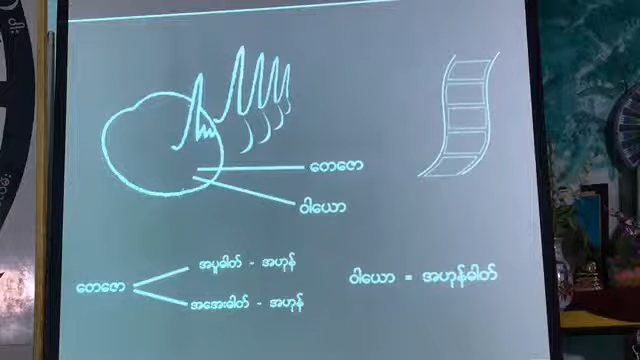 တေဇော
ဝါယော
တေဇော
အပူဓါတ် - အဟုန်
အအေးဓါတ် - အဟုန်
ဝါယော = အဟုန်ဓါတ်